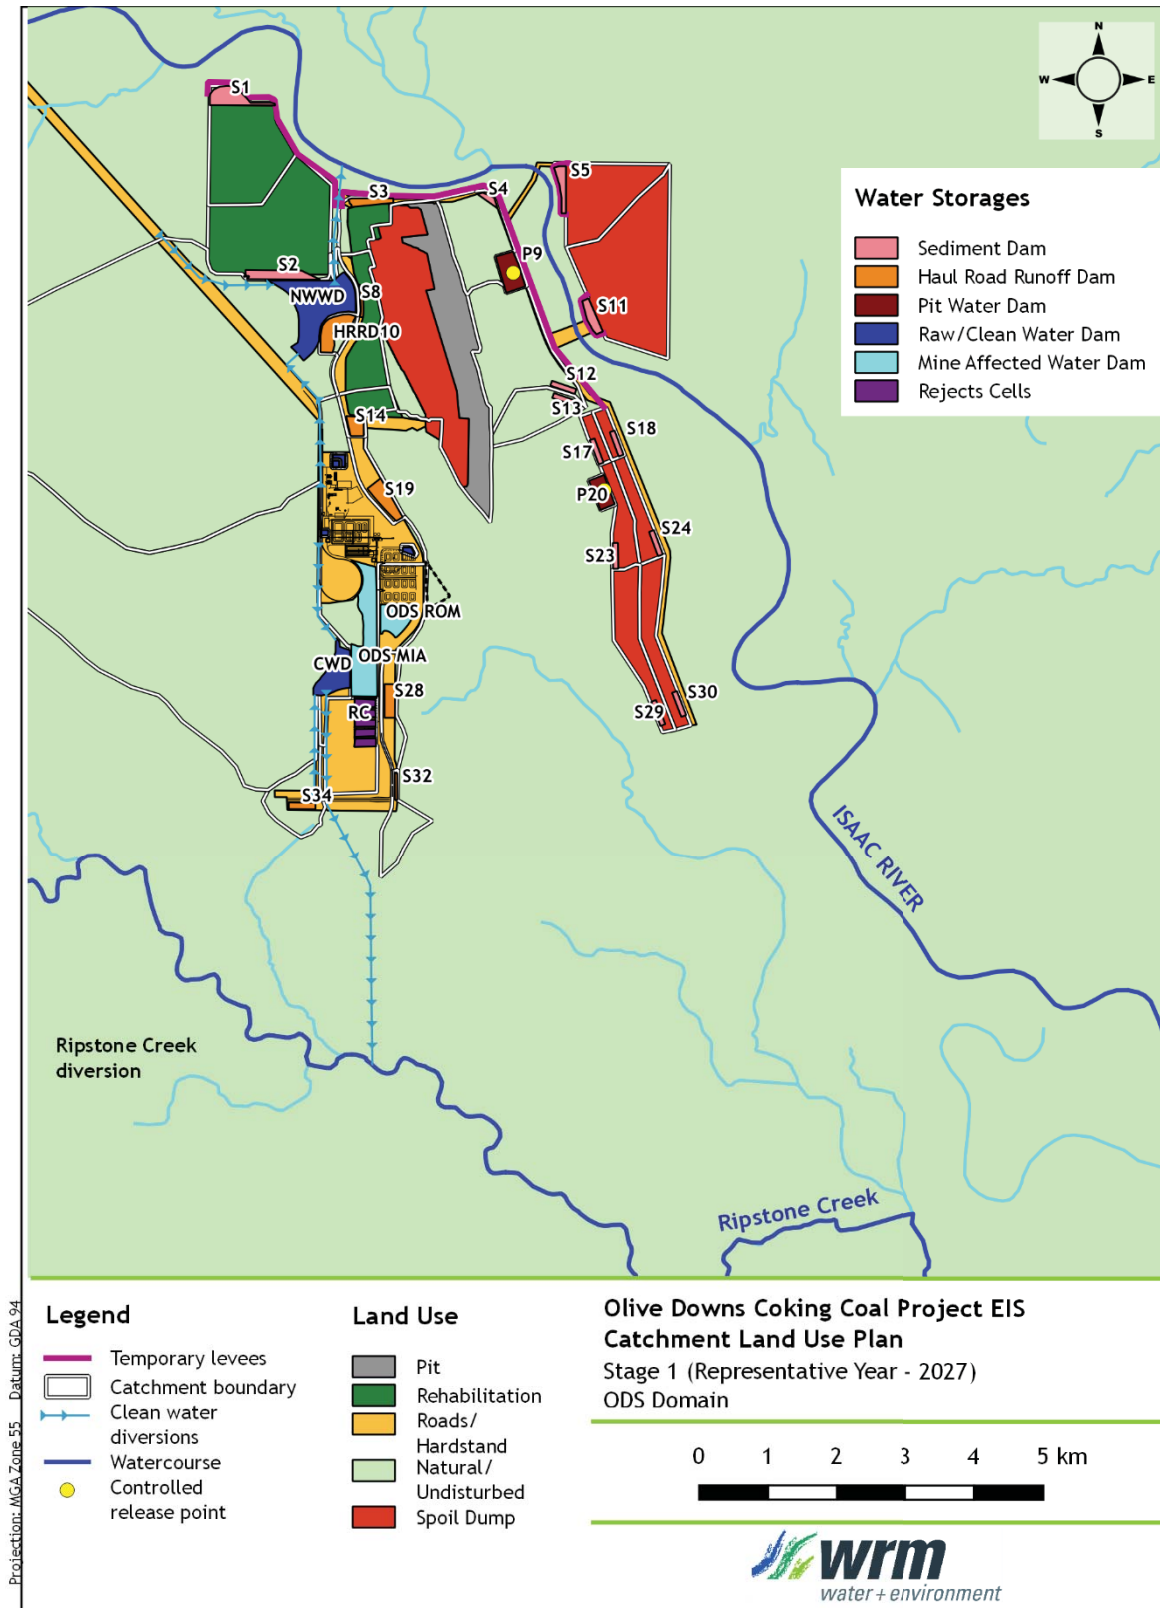 N
W
E
S
S1
S5
S3
S4
P9
S2
NWWD
S8
S11
HRRD10
S12
S13
S14
S18
S17
S19
P20
S24
S23
ODS ROM
ODS MIA
CWD
S28
S30
RC
S29
S32
S34
ISAAC RIVER
Ripstone Creek
diversion
Ripstone Creek
Water Storages
Sediment Dam
Haul Road Runoff Dam
Pit Water Dam
Raw/Clean Water Dam
Mine Affected Water Dam
Rejects Cells
Projection: MGA Zone 55 Datum: GDA 94
Legend
Temporary levees
Catchment boundary
Clean water
diversions
Watercourse
Controlled
release point
Land Use
Pit
Rehabilitation
Roads/
Hardstand
Natural/
Undisturbed
Spoil Dump
Olive Downs Coking Coal Project EIS
Catchment Land Use Plan
Stage 1 (Representative Year - 2027)
ODS Domain
0 1 2 3 4 5 km
wrm
water + environment